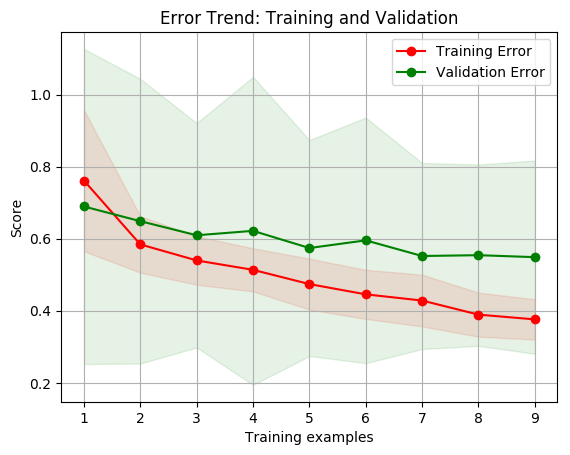 Error Trend: Training and Validation
Training Error
Validation Error
1.0
0.8
0.6
0.4
0.2
Score
1 2 3 4 5 6 7 8 9
Training examples